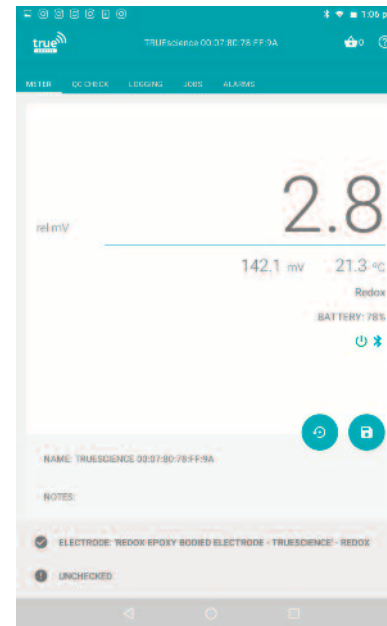 1:06 p
true
TRUEscience 00:07:80:78:FF:9A
0
METER QC CHECK LOGGING JOBS ALARMS
rel mV
2.8
142.1 mV 21.3 ºC
Redox
BATTERY: 78%
NAME: TRUESCIENCE 00:07:80:78:FF:9A
NOTES:
ELECTRODE: 'REDOX EPOXY BODIED ELECTRODE - TRUESCIENCE' - REDOX
UNCHECKED